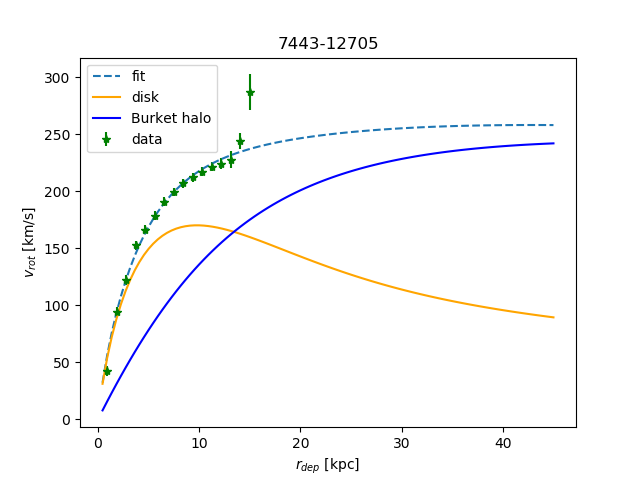 7443-12705
fit
disk
Burket halo
data
300
250
200
150
100
50
0
v_rot [km/s]
0 10 20 30 40
r_dep [kpc]